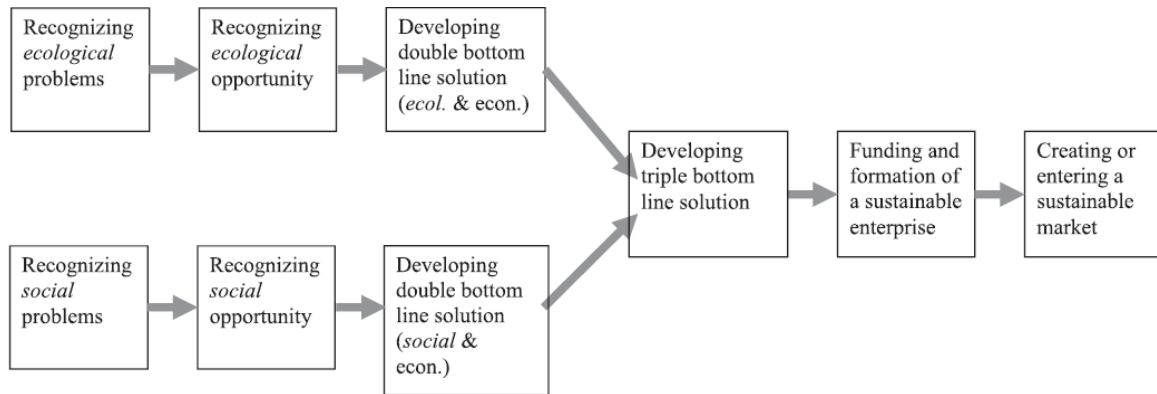 Recognizing
ecological
problems
Recognizing
ecological
opportunity
Developing
double bottom
line solution
(ecol. & econ.)
Developing
triple bottom
line solution
Funding and
formation of
a sustainable
enterprise
Creating or
entering a
sustainable
market
Recognizing
social
problems
Recognizing
social
opportunity
Developing
double bottom
line solution
(social &
econ.)